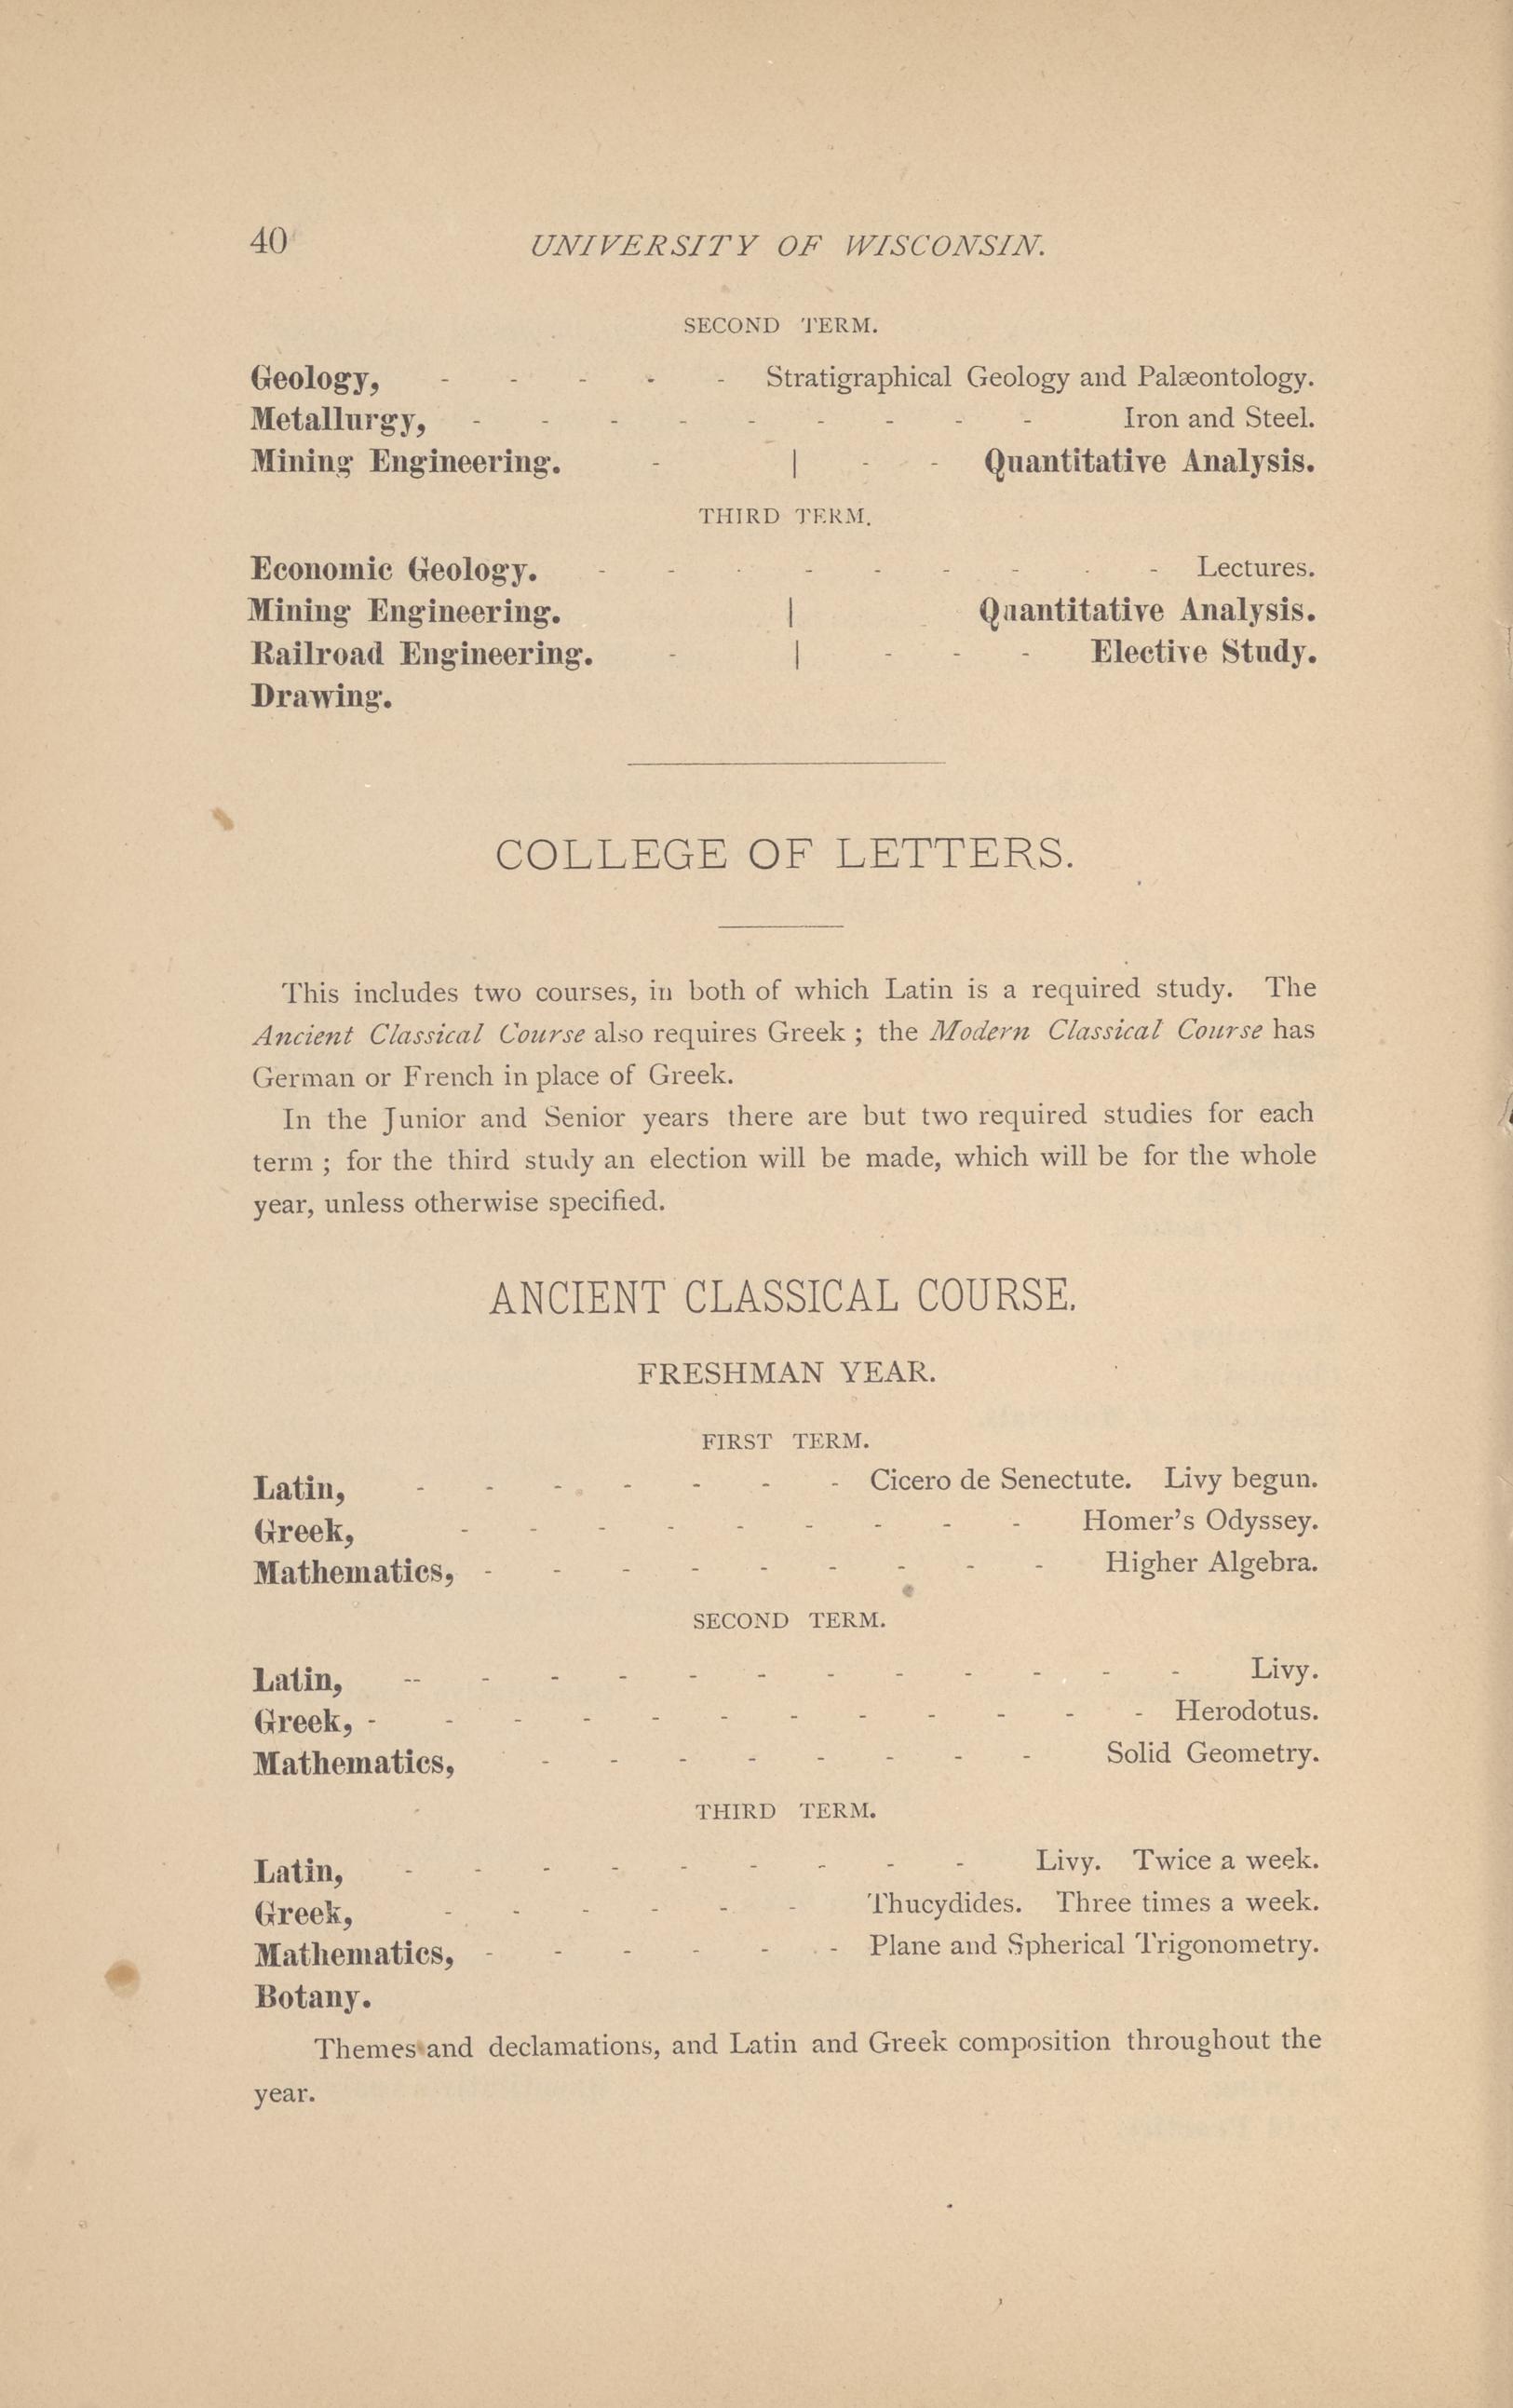 40 UNIVERSITY OF WISCONSIN.
SECOND TERM.
Geology, - - - - - Stratigraphical Geology and Palæontology.
Metallurgy, - - - - - - - - - Iron and Steel.
Mining Engineering. - | - - Quantitative Analysis.
THIRD TERM.
Economic Geology. - - - - - - - - - Lectures.
Mining Engineering. | Quantitative Analysis.
Railroad Engineering. - | - - - Elective Study.
Drawing.
COLLEGE OF LETTERS.
This includes two courses, in both of which Latin is a required study. The
Ancient Classical Course also requires Greek ; the Modern Classical Course has
German or French in place of Greek.
In the Junior and Senior years there are but two required studies for each
term ; for the third study an election will be made, which will be for the whole
year, unless otherwise specified.
ANCIENT CLASSICAL COURSE.
FRESHMAN YEAR.
FIRST TERM.
Latin, - - - - - - - Cicero de Senectute. Livy begun.
Greek, - - - - - - - - - Homer's Odyssey.
Mathematics, - - - - - - - - - Higher Algebra.
SECOND TERM.
Latin, -- - - - - - - - - - - - Livy.
Greek, - - - - - - - - - - - - Herodotus.
Mathematics, - - - - - - - - Solid Geometry.
THIRD TERM.
Latin, - - - - - - - - - Livy. Twice a week.
Greek, - - - - - - Thucydides. Three times a week.
Mathematics, - - - - - - Plane and Spherical Trigonometry.
Botany.
Themes and declamations, and Latin and Greek composition throughout the
year.